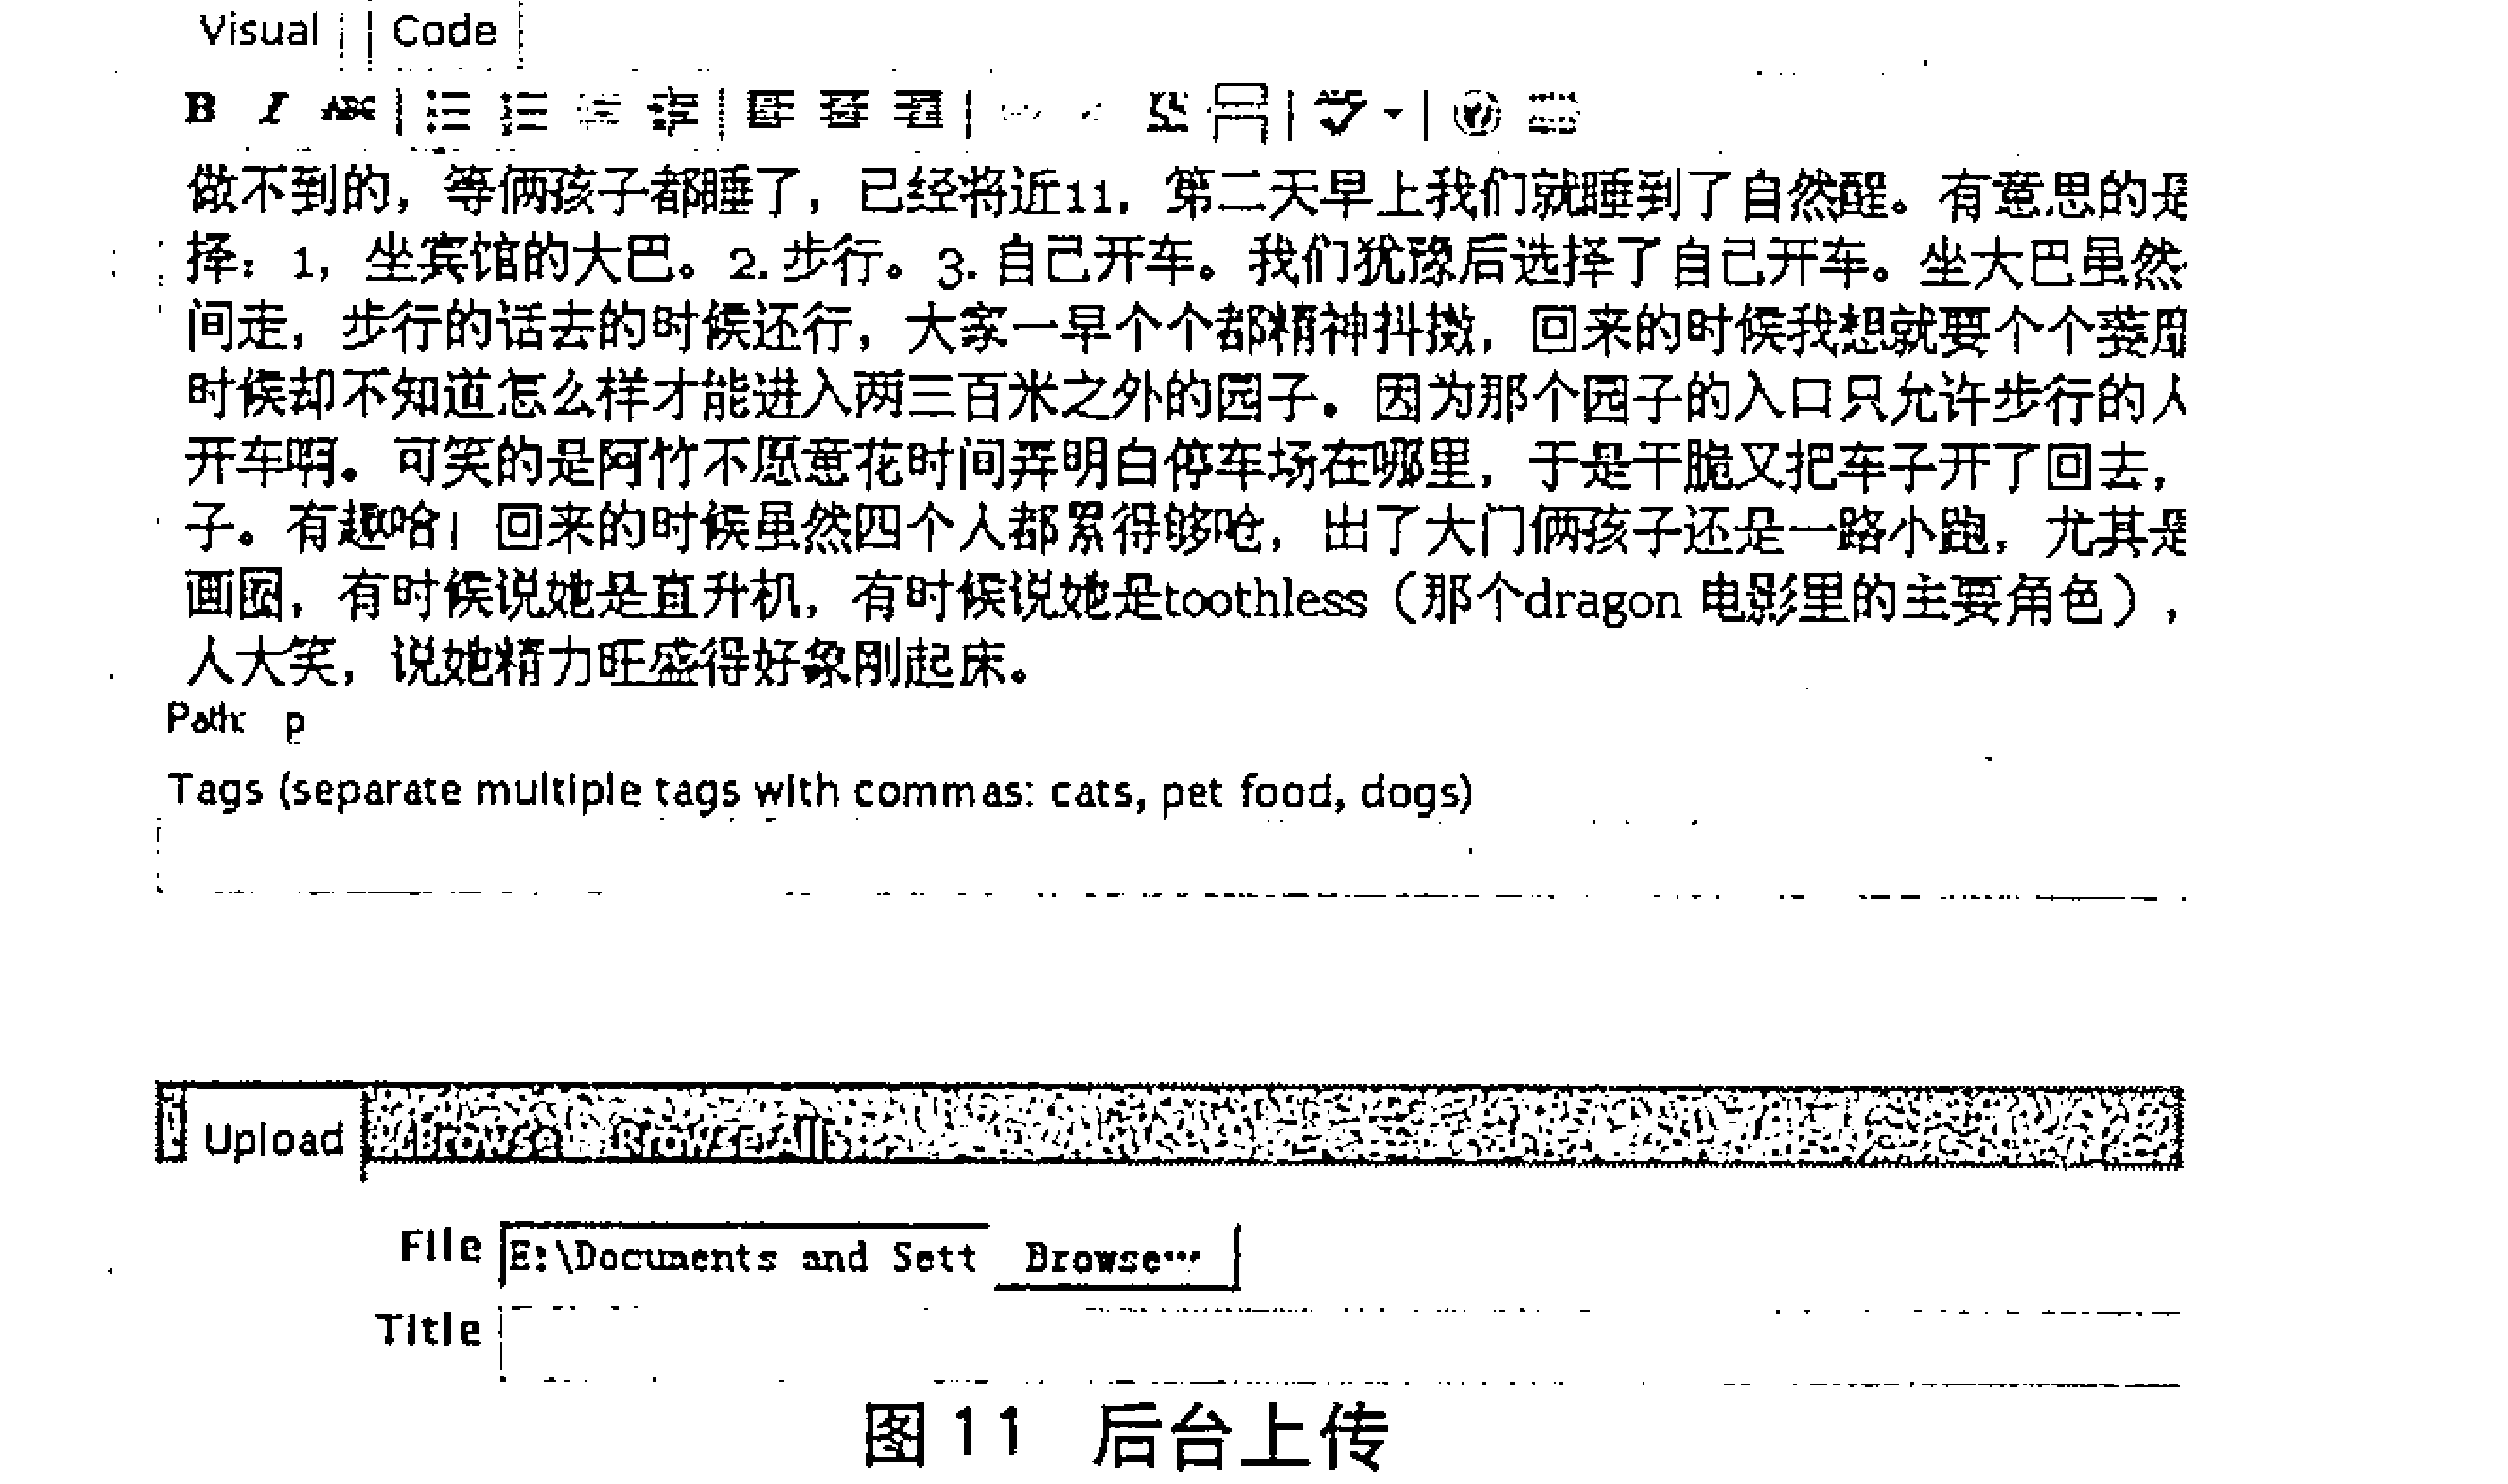 Visual Code
B I ABC
做不到的，等俩孩子都睡了，已经将近11，第二天早上我们就睡到了自然醒。有意思的是
择：1，坐宾馆的大巴。2. 步行。3. 自己开车。我们犹豫后选择了自己开车。坐大巴虽然
间走，步行的话去的时候还行，大家一早个个都精神抖擞，回来的时候我想就要个个萎靡
时候却不知道怎么样才能进入两三百米之外的园子。因为那个园子的入口只允许步行的人
开车啊。可笑的是阿竹不愿意花时间弄明白停车场在哪里，于是干脆又把车子开了回去，
子。有趣哈！回来的时候虽然四个人都累得够呛，出了大门俩孩子还是一路小跑，尤其是
画圈，有时候说她是直升机，有时候说她是toothless（那个dragon 电影里的主要角色），
人大笑，说她精力旺盛得好象刚起床。
Path: p
Tags (separate multiple tags with commas: cats, pet food, dogs)
Upload Browse Browse All
File E:\Documents and Sett Browse…
Title
图11 后台上传